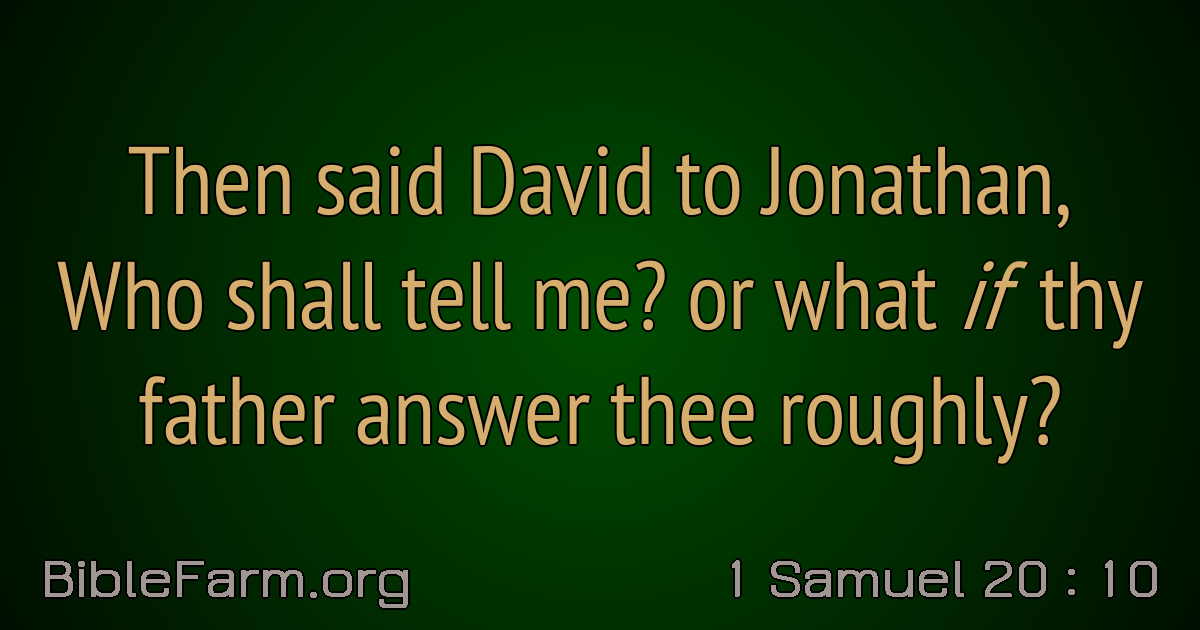 Then said David to Jonathan,
Who shall tell me? or what if thy
father answer thee roughly?
BibleFarm.org
1 Samuel 20 : 10